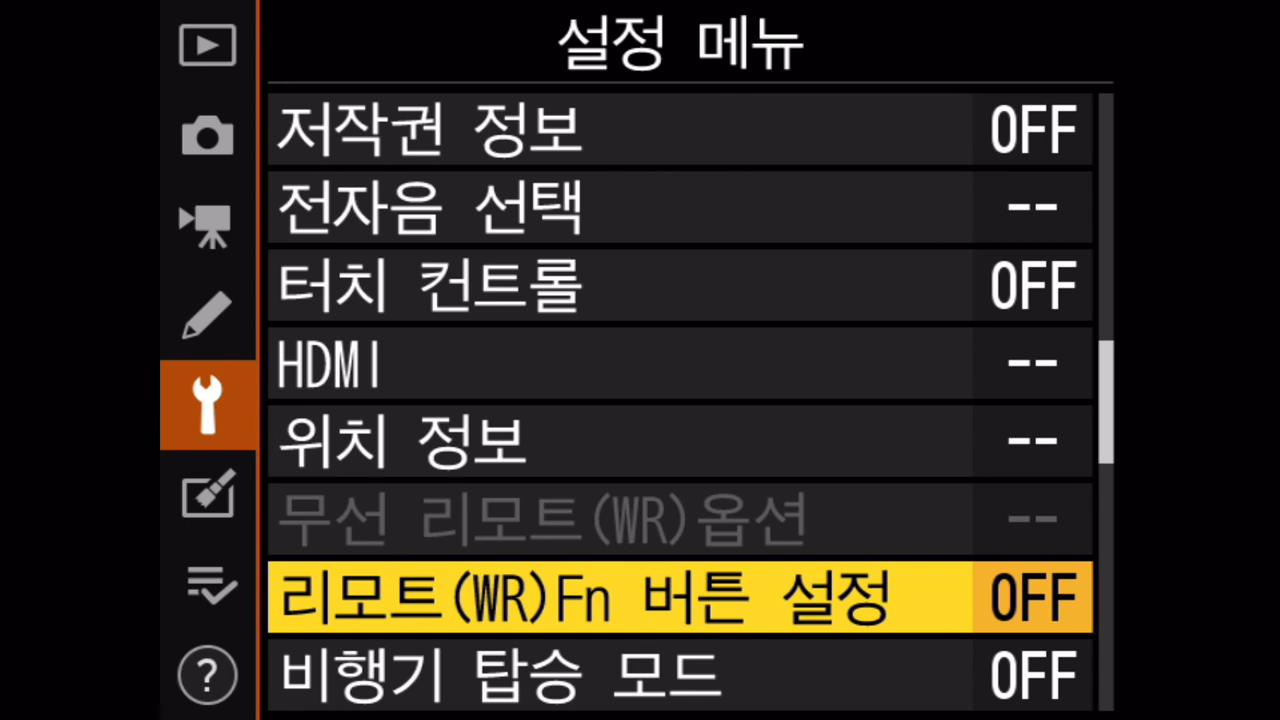 설정 메뉴
저작권 정보 OFF
전자음 선택 --
터치 컨트롤 OFF
HDMI --
위치 정보 --
무선 리모트(WR)옵션 --
리모트(WR)Fn 버튼 설정 OFF
비행기 탑승 모드 OFF
?